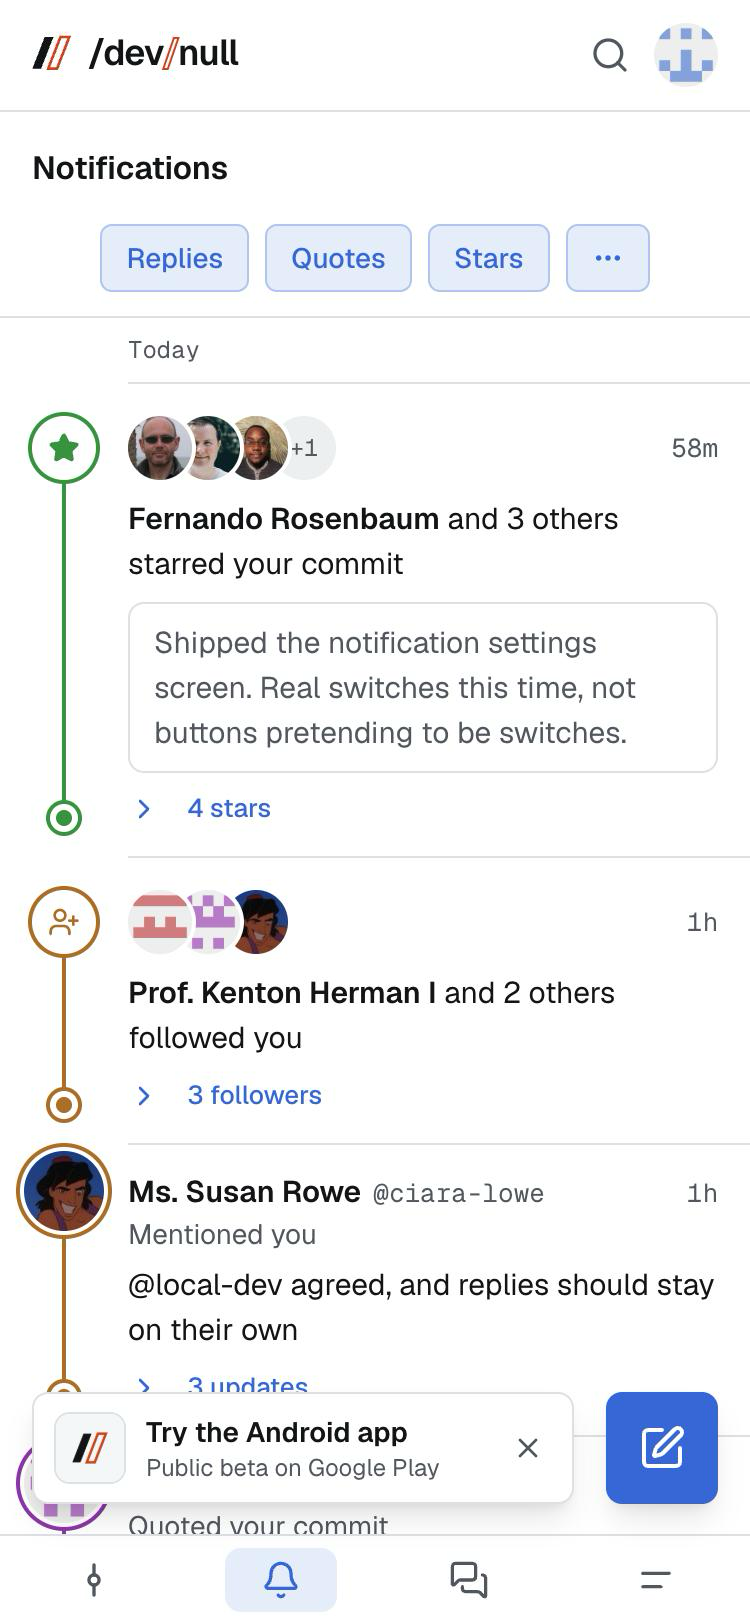 /dev//null
Notifications
Replies
Quotes
Stars
Today
+1
58m
Fernando Rosenbaum and 3 others
starred your commit
Shipped the notification settings
screen. Real switches this time, not
buttons pretending to be switches.
4 stars
1h
Prof. Kenton Herman I and 2 others
followed you
3 followers
Ms. Susan Rowe @ciara-lowe
1h
Mentioned you
@local-dev agreed, and replies should stay
on their own
3 updates
Try the Android app
Public beta on Google Play
Quoted your commit